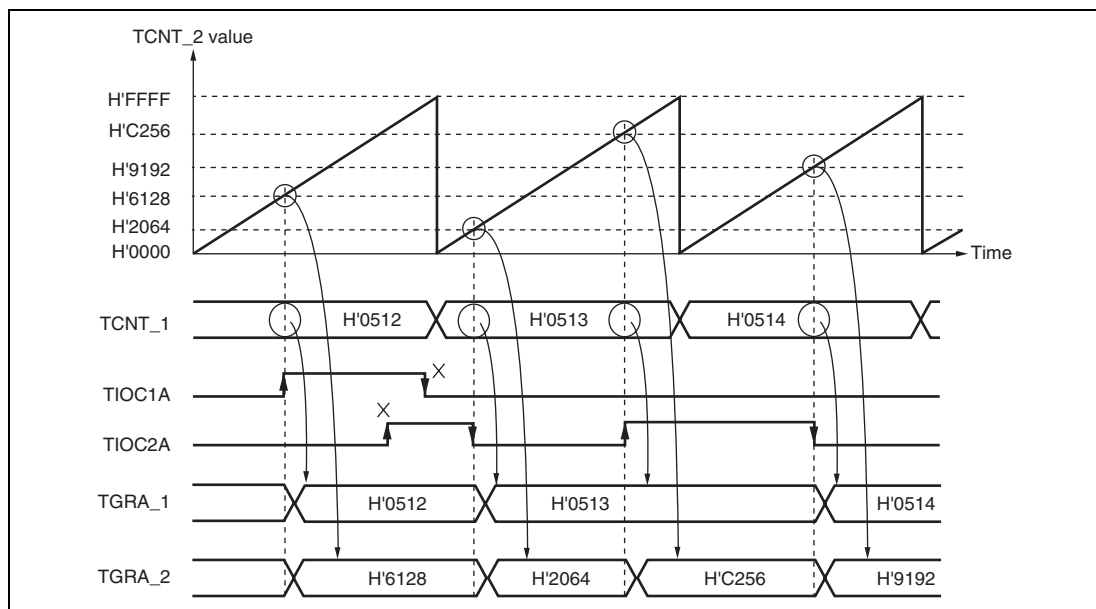 TCNT_2 value
H'FFFF
H'C256
H'9192
H'6128
H'2064
H'0000
Time
TCNT_1 H'0512 H'0513 H'0514
TIOC1A X
TIOC2A X
TGRA_1 H'0512 H'0513 H'0514
TGRA_2 H'6128 H'2064 H'C256 H'9192